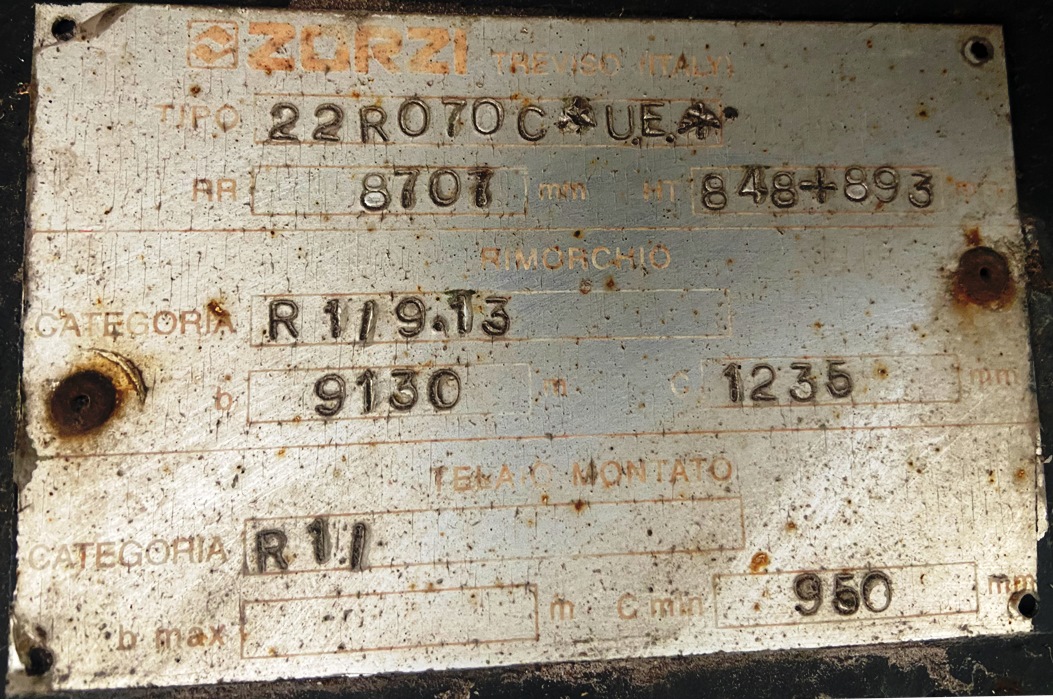 ZORZI TREVISO (ITALY)
TIPO 22R070C*U.E.*
RR 8707 mm HT 848+893
RIMORCHIO
CATEGORIA R 1/9.13
b 9130 m C 1235 mm
TELAIO MONTATO
CATEGORIA R 1/
b max m C min 950 mm